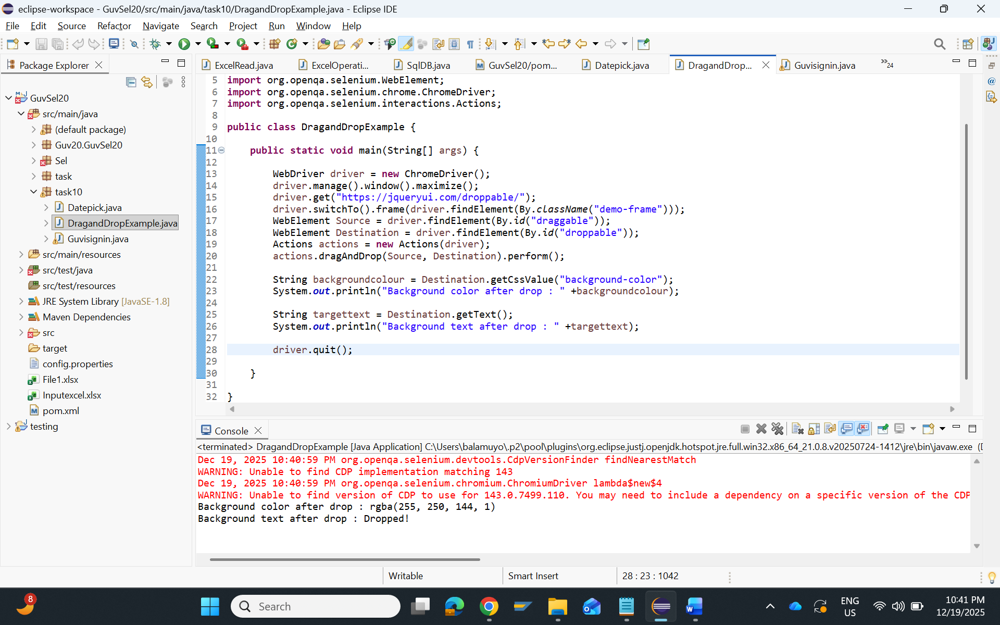 eclipse-workspace - GuvSel20/src/main/java/task10/DragandDropExample.java - Eclipse IDE
File Edit Source Refactor Navigate Search Project Run Window Help
Package Explorer
ExcelRead.java
ExcelOperati...
SqlDB.java
GuvSel20/pom...
Datepick.java
DragandDrop...
Guvisignin.java
»24
GuvSel20
src/main/java
(default package)
Guv20.GuvSel20
Sel
task
task10
Datepick.java
DragandDropExample.java
Guvisignin.java
src/main/resources
src/test/java
src/test/resources
JRE System Library [JavaSE-1.8]
Maven Dependencies
src
target
config.properties
File1.xlsx
Inputexcel.xlsx
pom.xml
testing
5 import org.openqa.selenium.WebElement;
6 import org.openqa.selenium.chrome.ChromeDriver;
7 import org.openqa.selenium.interactions.Actions;
8
9 public class DragandDropExample {
10
11 public static void main(String[] args) {
12
13 WebDriver driver = new ChromeDriver();
14 driver.manage().window().maximize();
15 driver.get("https://jqueryui.com/droppable/");
16 driver.switchTo().frame(driver.findElement(By.className("demo-frame")));
17 WebElement Source = driver.findElement(By.id("draggable"));
18 WebElement Destination = driver.findElement(By.id("droppable"));
19 Actions actions = new Actions(driver);
20 actions.dragAndDrop(Source, Destination).perform();
21
22 String backgroundcolour = Destination.getCssValue("background-color");
23 System.out.println("Background color after drop : " +backgroundcolour);
24
25 String targettext = Destination.getText();
26 System.out.println("Background text after drop : " +targettext);
27
28 driver.quit();
29
30 }
31
32 }
Console
<terminated> DragandDropExample [Java Application] C:\Users\balamuyo\.p2\pool\plugins\org.eclipse.justj.openjdk.hotspot.jre.full.win32.x86_64_21.0.8.v20250724-1412\jre\bin\javaw.exe (D
Dec 19, 2025 10:40:59 PM org.openqa.selenium.devtools.CdpVersionFinder findNearestMatch
WARNING: Unable to find CDP implementation matching 143
Dec 19, 2025 10:40:59 PM org.openqa.selenium.chromium.ChromiumDriver lambda$new$4
WARNING: Unable to find version of CDP to use for 143.0.7499.110. You may need to include a dependency on a specific version of the CDP
Background color after drop : rgba(255, 250, 144, 1)
Background text after drop : Dropped!
Writable
Smart Insert
28 : 23 : 1042
8
Search
ENG
US
10:41 PM
12/19/2025